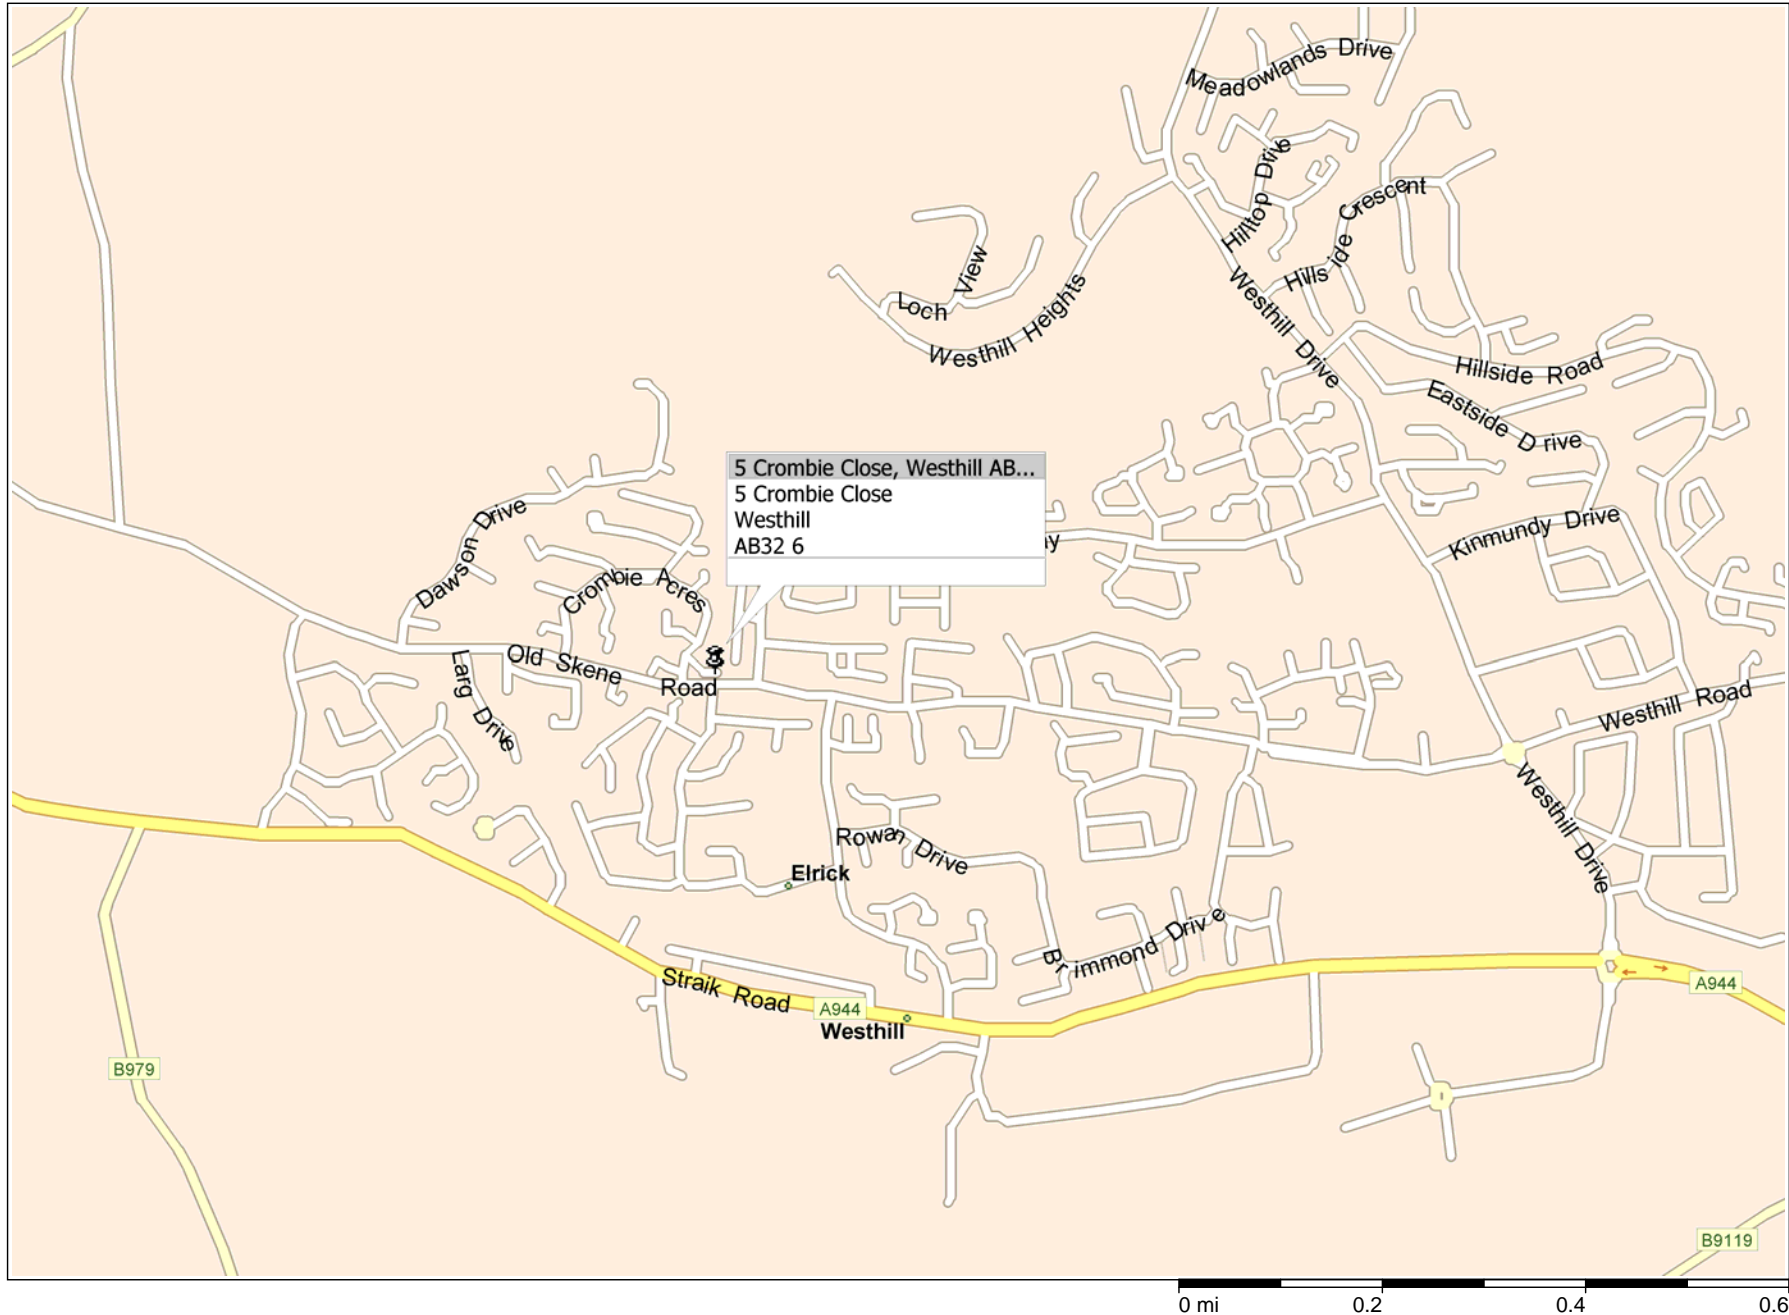 Meadowlands Drive
Hilltop Drive
Hillside Crescent
Loch View
Westhill Heights
Westhill Drive
Hillside Road
Eastside Drive
5 Crombie Close, Westhill AB...
5 Crombie Close
Westhill
AB32 6
Dawson Drive
Kinmundy Drive
Crombie Acres
Old Skene Road
Larg Drive
Westhill Road
Westhill Drive
Rowan Drive
Elrick
Brimmond Drive
Straik Road
A944
A944
Westhill
B979
B9119
0 mi 0.2 0.4 0.6